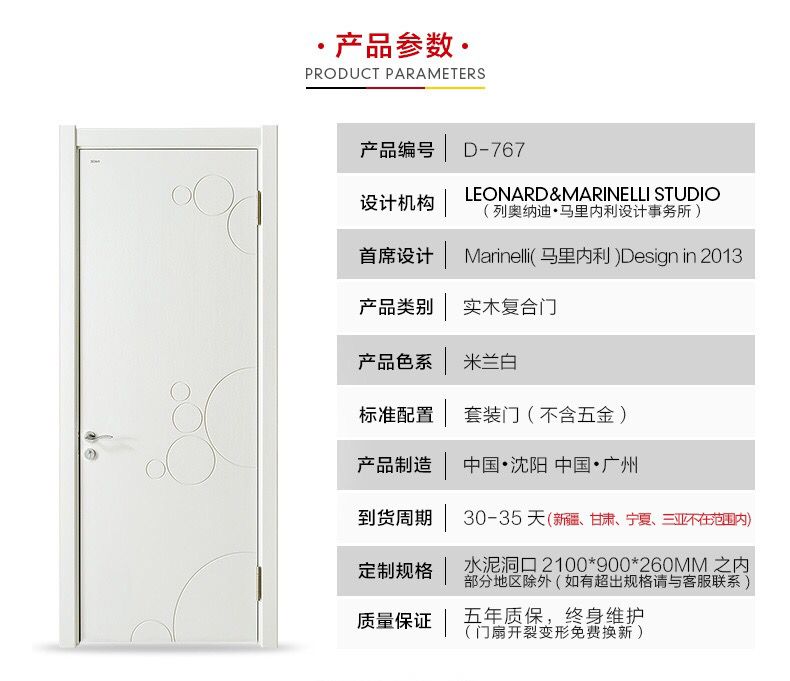 ·产品参数·
PRODUCT PARAMETERS
产品编号 D-767
设计机构 LEONARD&MARINELLI STUDIO
(列奥纳迪·马里内利设计事务所)
首席设计 Marinelli(马里内利)Design in 2013
产品类别 实木复合门
产品色系 米兰白
标准配置 套装门(不含五金)
产品制造 中国·沈阳 中国·广州
到货周期 30-35 天(新疆、甘肃、宁夏、三亚不在范围内)
定制规格 水泥洞口 2100*900*260MM 之内
部分地区除外(如有超出规格请与客服联系)
质量保证 五年质保，终身维护
(门扇开裂变形免费换新)